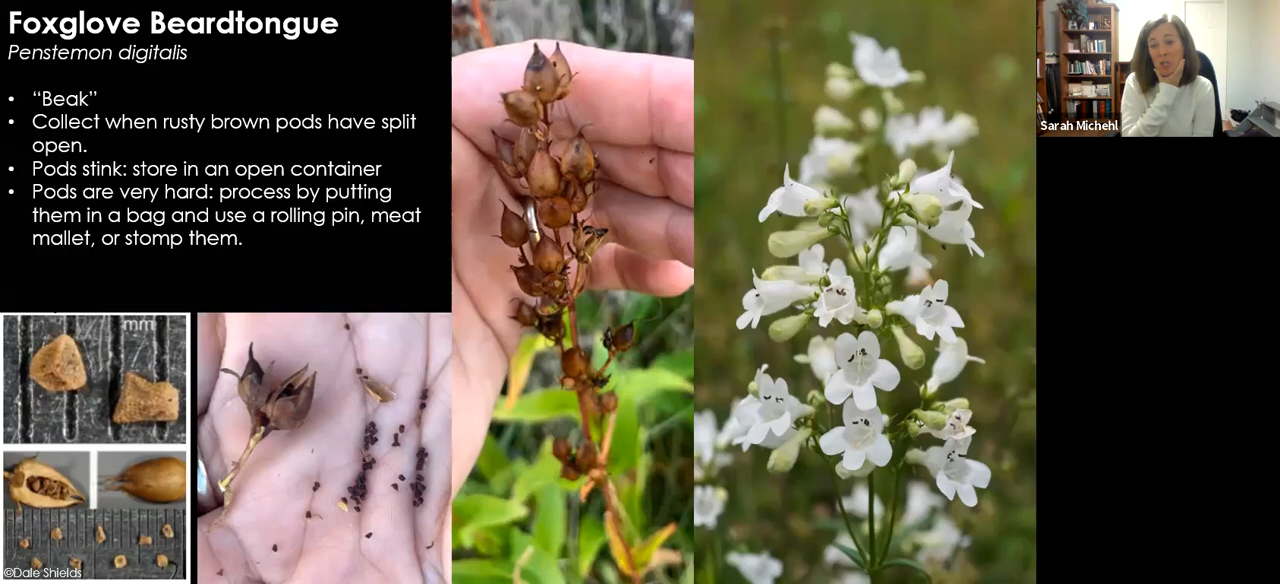 Foxglove Beardtongue
Penstemon digitalis
• “Beak”
• Collect when rusty brown pods have split
open.
• Pods stink: store in an open container
• Pods are very hard: process by putting
them in a bag and use a rolling pin, meat
mallet, or stomp them.
mm
©Dale Shields
Sarah Michehl